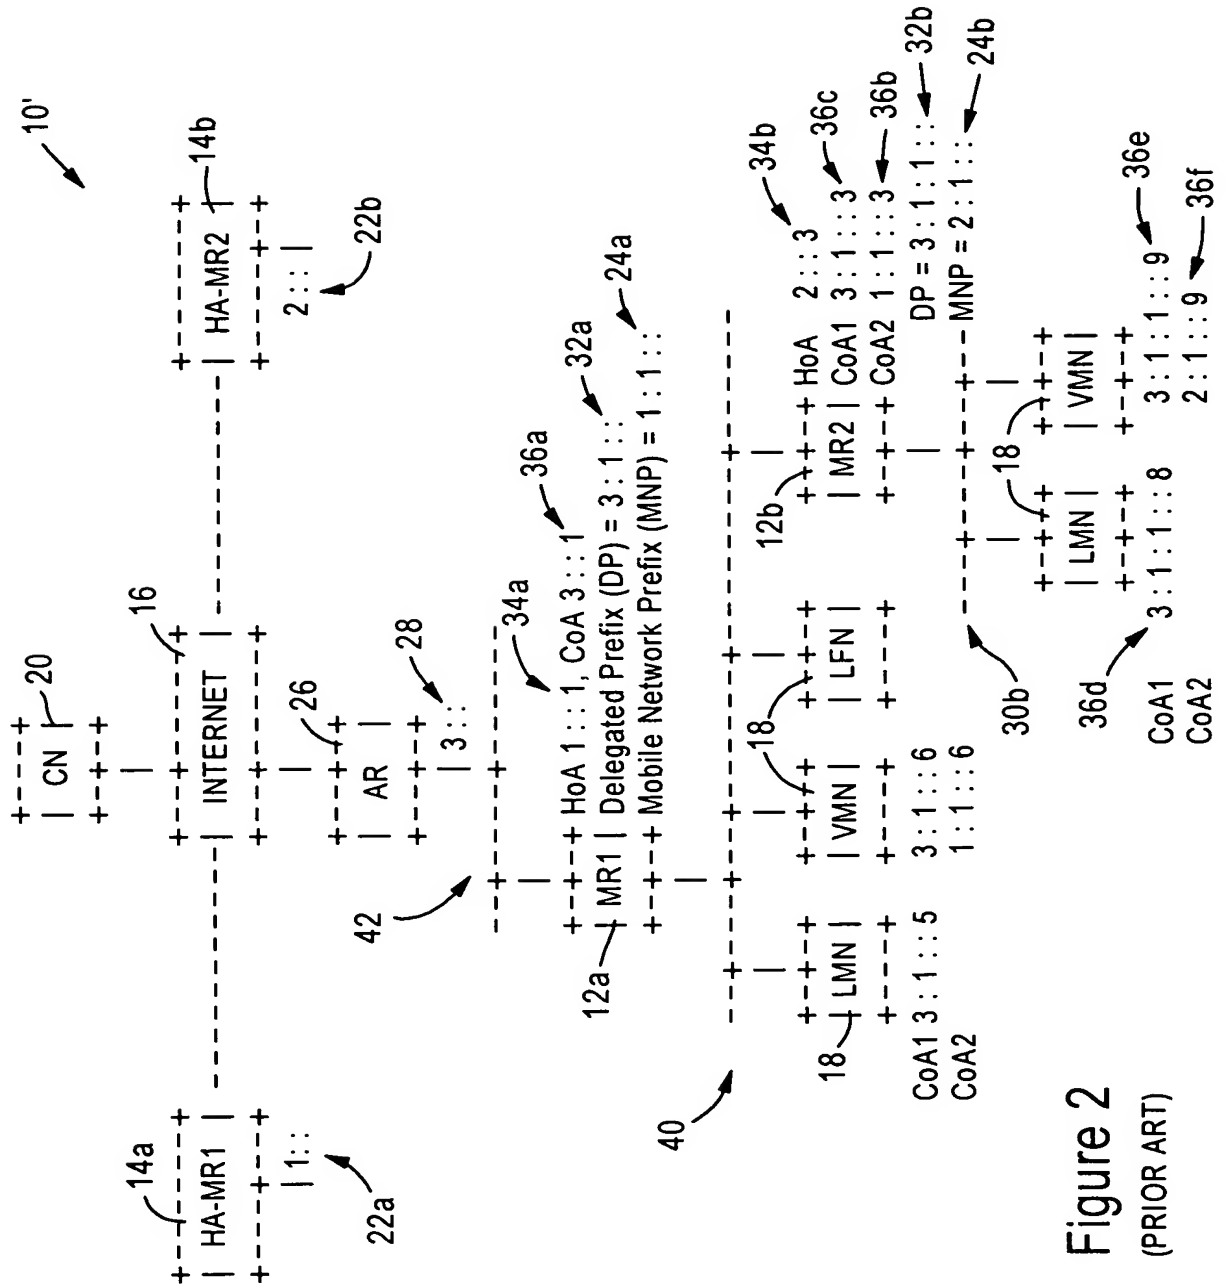 10'
CN
20
INTERNET
16
14a
HA-MR1
1::
22a
HA-MR2
14b
2::
22b
26
AR
28
3::
42
34a
36a
HoA 1::1, CoA 3::1
32a
12a
MR1
Delegated Prefix (DP) = 3:1::
24a
Mobile Network Prefix (MNP) = 1:1::
40
18
LMN
CoA1 3:1::5
CoA2
18
VMN
3:1::6
1:1::6
LFN
12b
MR2
HoA 2::3
34b
CoA1 3:1::3
36c
CoA2 1:1::3
36b
DP = 3:1:1::
32b
MNP = 2:1::
24b
30b
18
LMN
VMN
36d
CoA1
3:1:1::8
3:1:1::9
36e
CoA2
2:1::9
36f
Figure 2
(PRIOR ART)